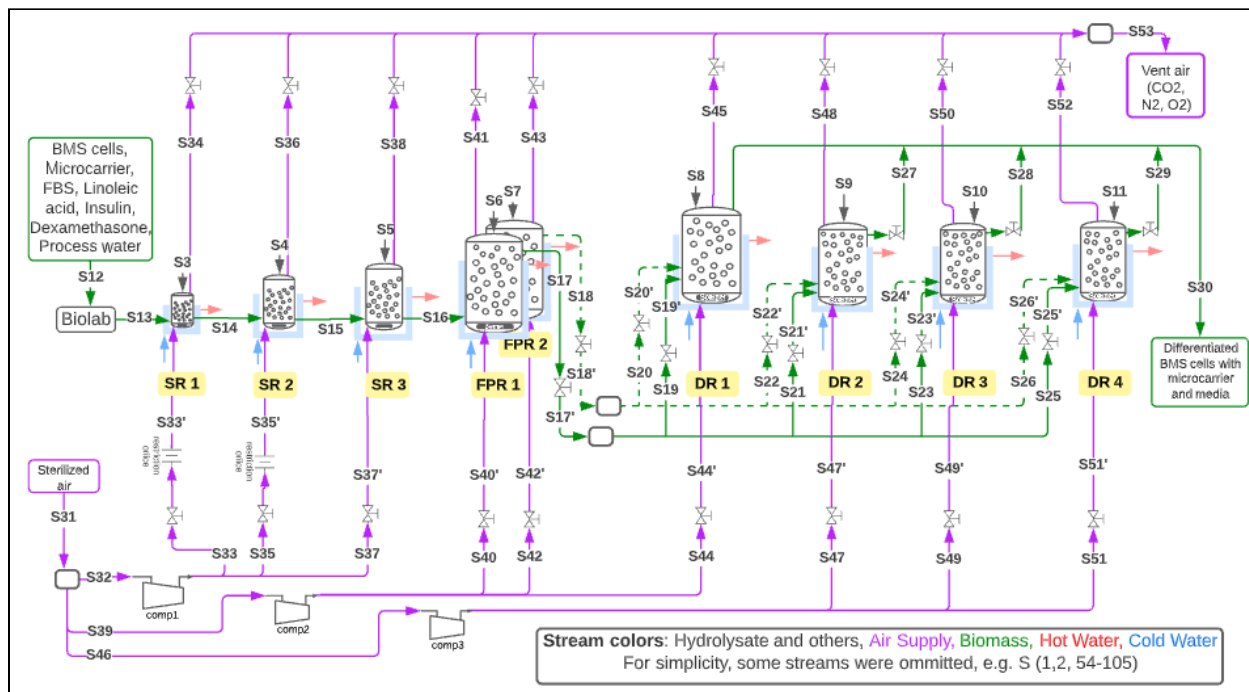 S53
Vent air
(CO2,
N2, O2)
S34
S36
S38
S41
S43
S45
S48
S50
S52
BMS cells,
Microcarrier,
FBS, Linoleic
acid, Insulin,
Dexamethasone,
Process water
S12
Biolab
S13
S3
S14
S4
S15
S5
S16
S6
S7
S17
S18
S8
S9
S27
S10
S28
S11
S29
S30
S20'
S19'
S22'
S21'
S24'
S23'
S26'
S25'
S18'
S17'
S20
S19
S22
S21
S24
S23
S26
S25
SR 1
SR 2
SR 3
FPR 1
FPR 2
DR 1
DR 2
DR 3
DR 4
Differentiated
BMS cells with
microcarrier
and media
S33'
S35'
restriction
orifice
restriction
orifice
S37'
S40'
S42'
S44'
S47'
S49'
S51'
Sterilized
air
S31
S32
S33
S35
S37
S40
S42
S44
S47
S49
S51
comp1
S39
comp2
S46
comp3
Stream colors: Hydrolysate and others, Air Supply, Biomass, Hot Water, Cold Water
For simplicity, some streams were ommitted, e.g. S (1,2, 54-105)